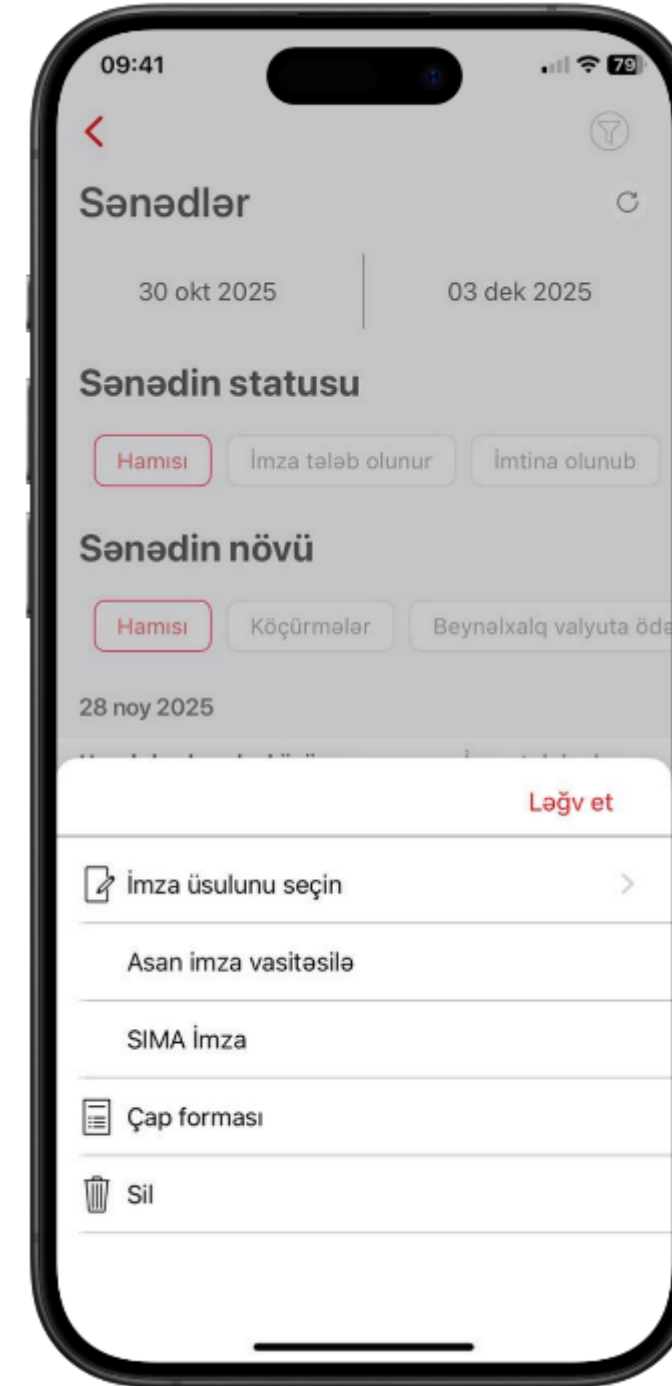 09:41
79
Sənədlər
30 okt 2025 03 dek 2025
Sənədin statusu
Hamısı İmza tələb olunur İmtina olunub
Sənədin növü
Hamısı Köçürmələr Beynəlxalq valyuta ödə
28 noy 2025
Ləğv et
İmza üsulunu seçin
Asan imza vasitəsilə
SIMA İmza
Çap forması
Sil